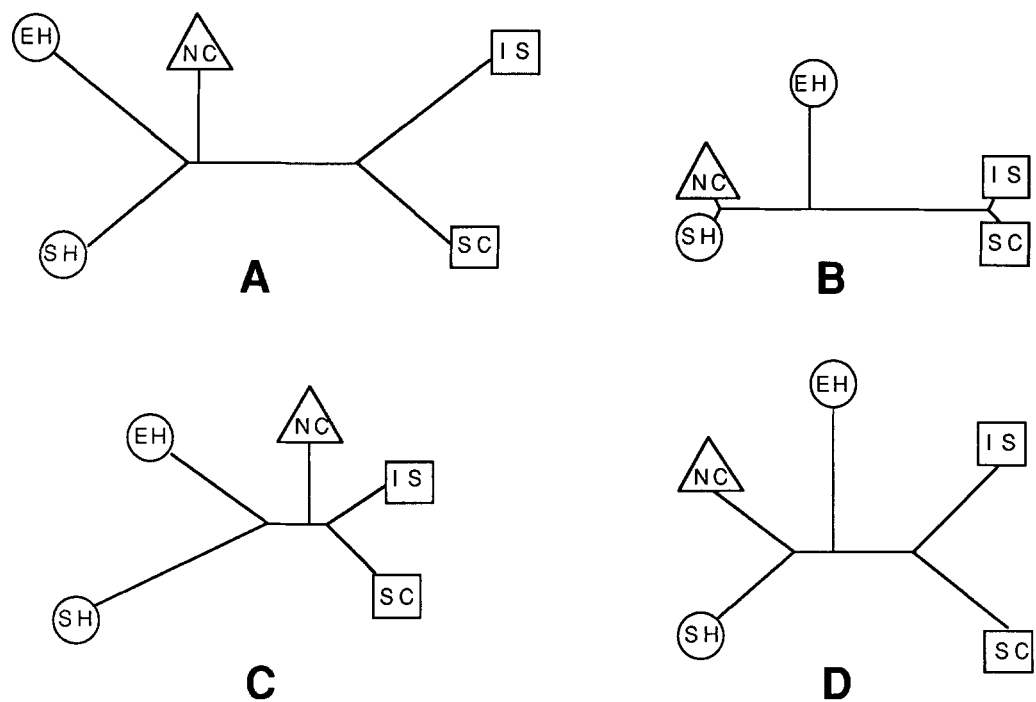 EH NC IS
SH SC
A
EH
NC IS
SH SC
B
EH NC
IS
SH SC
C
EH
NC IS
SH SC
D